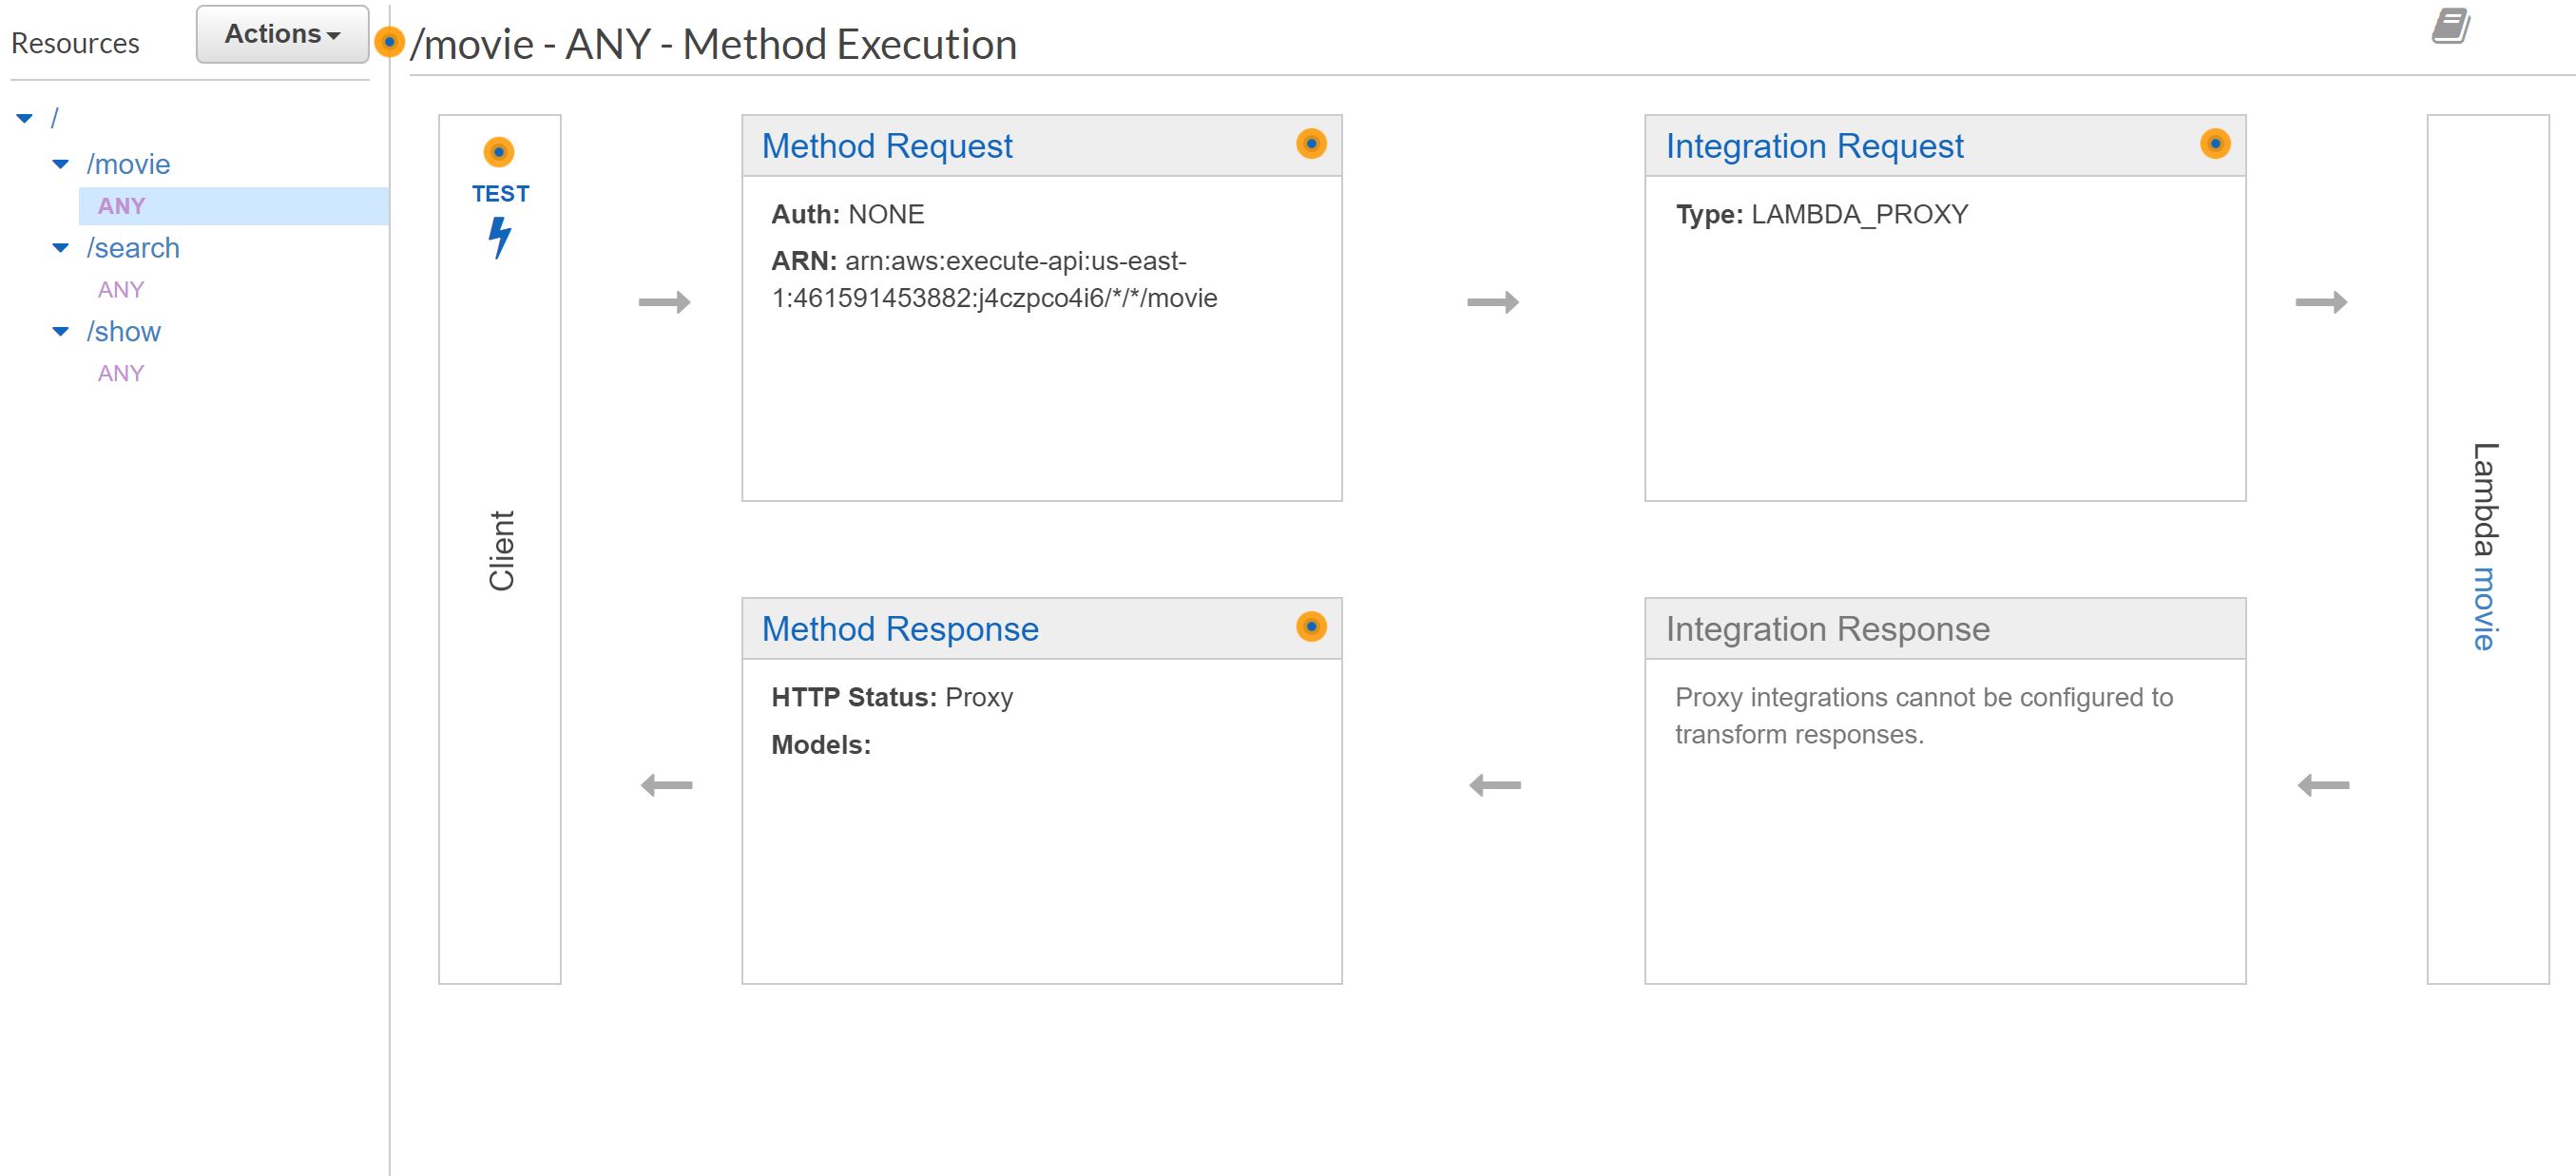 Resources
Actions
/movie - ANY - Method Execution
/
/movie
ANY
/search
ANY
/show
ANY
TEST
Client
Method Request
Auth: NONE
ARN: arn:aws:execute-api:us-east-
1:461591453882:j4czpco4i6/*/*/movie
Integration Request
Type: LAMBDA_PROXY
Method Response
HTTP Status: Proxy
Models:
Integration Response
Proxy integrations cannot be configured to
transform responses.
Lambda movie